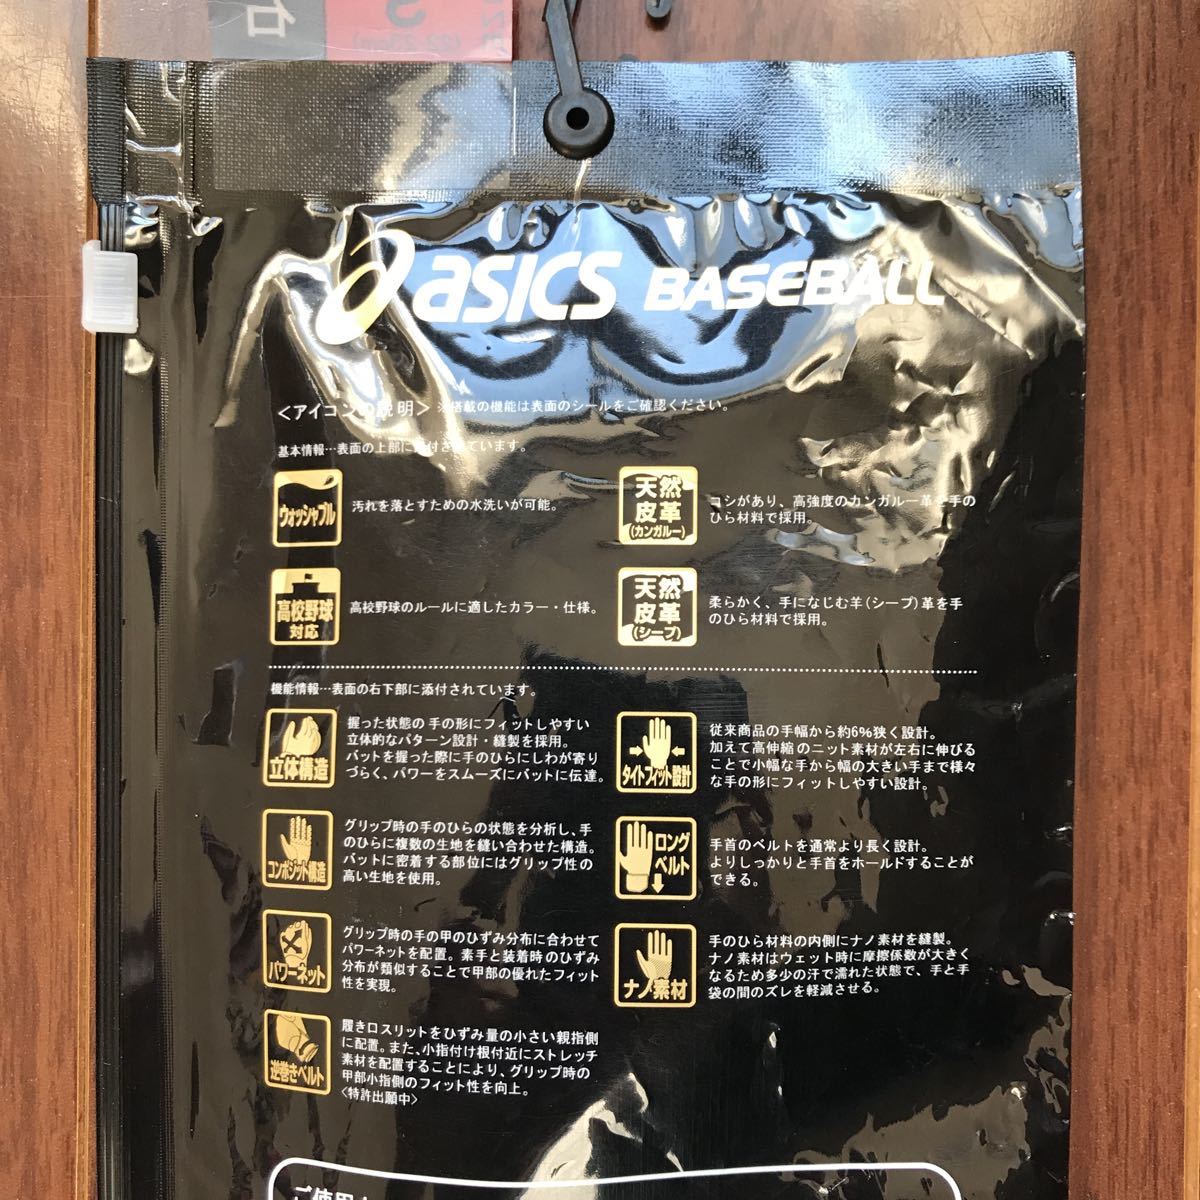 右
S
asics BASEBALL
<アイコンの説明> ※搭載の機能は表面のシールをご確認ください。
基本情報…表面の上部に添付されています。
ウォッシャブル
汚れを落とすための水洗いが可能。
天然
皮革
(カンガルー)
コシがあり、高強度のカンガルー革を手の
ひら材料で採用。
高校野球
対応
高校野球のルールに適したカラー・仕様。
天然
皮革
(シープ)
柔らかく、手になじむ羊(シープ)革を手
のひら材料で採用。
機能情報…表面の右下部に添付されています。
立体構造
握った状態の手の形にフィットしやすい
立体的なパターン設計・縫製を採用。
バットを握った際に手のひらにしわが寄り
づらく、パワーをスムーズにバットに伝達。
コンポジット構造
グリップ時の手のひらの状態を分析し、手
のひらに複数の生地を縫い合わせた構造。
バットに密着する部位にはグリップ性の
高い生地を使用。
パワーネット
グリップ時の手の甲のひずみ分布に合わせて
パワーネットを配置。素手と装着時のひずみ
分布が類似することで甲部の優れたフィット
性を実現。
逆巻きベルト
履き口スリットをひずみ量の小さい親指側
に配置。また、小指付け根付近にストレッチ
素材を配置することにより、グリップ時の
甲部小指側のフィット性を向上。
<特許出願中>
タイトフィット設計
従来商品の手幅から約6%狭く設計。
加えて高伸縮のニット素材が左右に伸びる
ことで小幅な手から幅の大きい手まで様々
な手の形にフィットしやすい設計。
ロング
ベルト
手首のベルトを通常より長く設計。
よりしっかりと手首をホールドすることが
できる。
ナノ素材
手のひら材料の内側にナノ素材を縫製。
ナノ素材はウェット時に摩擦係数が大きく
なるため多少の汗で濡れた状態で、手と手
袋の間のズレを軽減させる。
ご使用